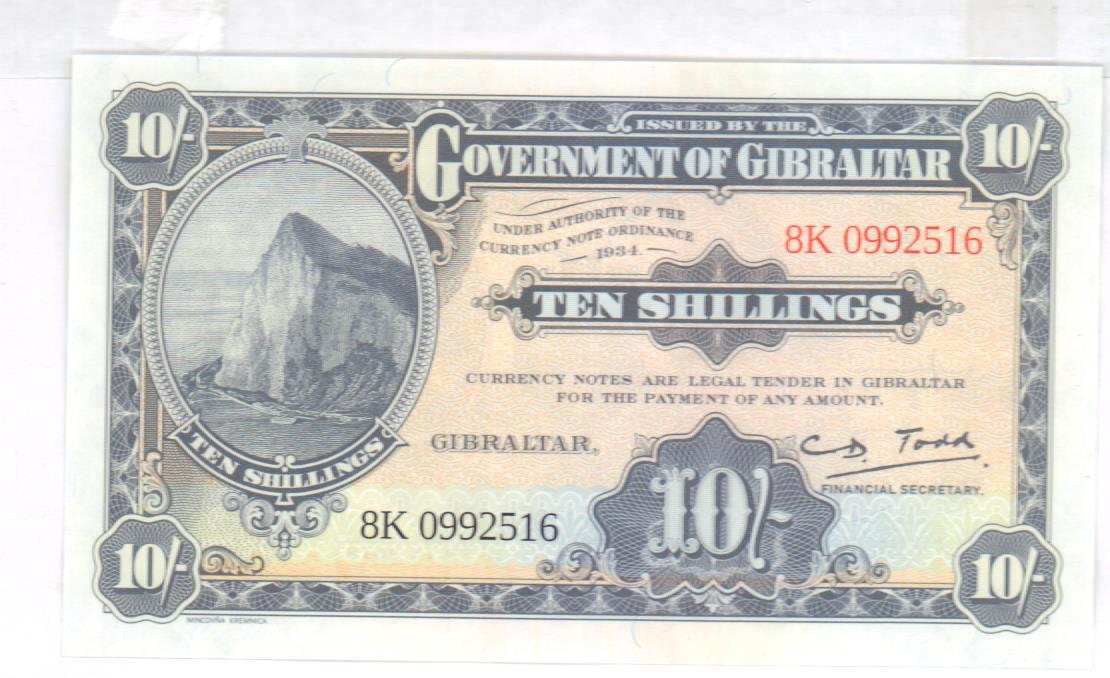 10/-
ISSUED BY THE
10/-
GOVERNMENT OF GIBRALTAR
UNDER AUTHORITY OF THE
CURRENCY NOTE ORDINANCE
1934.
8K 0992516
TEN SHILLINGS
CURRENCY NOTES ARE LEGAL TENDER IN GIBRALTAR
FOR THE PAYMENT OF ANY AMOUNT.
GIBRALTAR,
C D. Todd
FINANCIAL SECRETARY.
TEN SHILLINGS
10/-
8K 0992516
10/-
10/-
MINCOVŇA KREMNICA